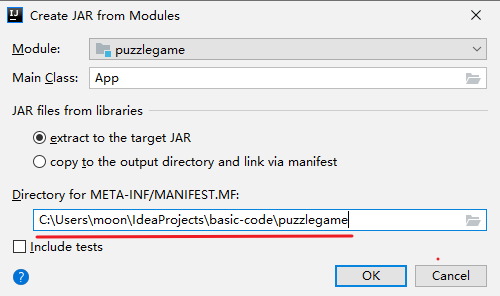 Create JAR from Modules
Module: puzzlegame
Main Class: App
JAR files from libraries
extract to the target JAR
copy to the output directory and link via manifest
Directory for META-INF/MANIFEST.MF:
C:\Users\moon\IdeaProjects\basic-code\puzzlegame
Include tests
? OK Cancel